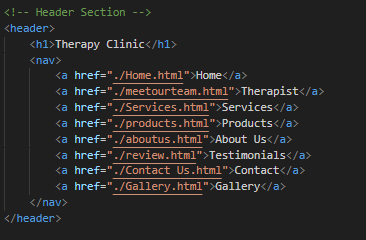 <!-- Header Section -->
<header>
<h1>Therapy Clinic</h1>
<nav>
<a href="./Home.html">Home</a>
<a href="./meetourteam.html">Therapist</a>
<a href="./Services.html">Services</a>
<a href="./products.html">Products</a>
<a href="./aboutus.html">About Us</a>
<a href="./review.html">Testimonials</a>
<a href="./Contact Us.html">Contact</a>
<a href="./Gallery.html">Gallery</a>
</nav>
</header>